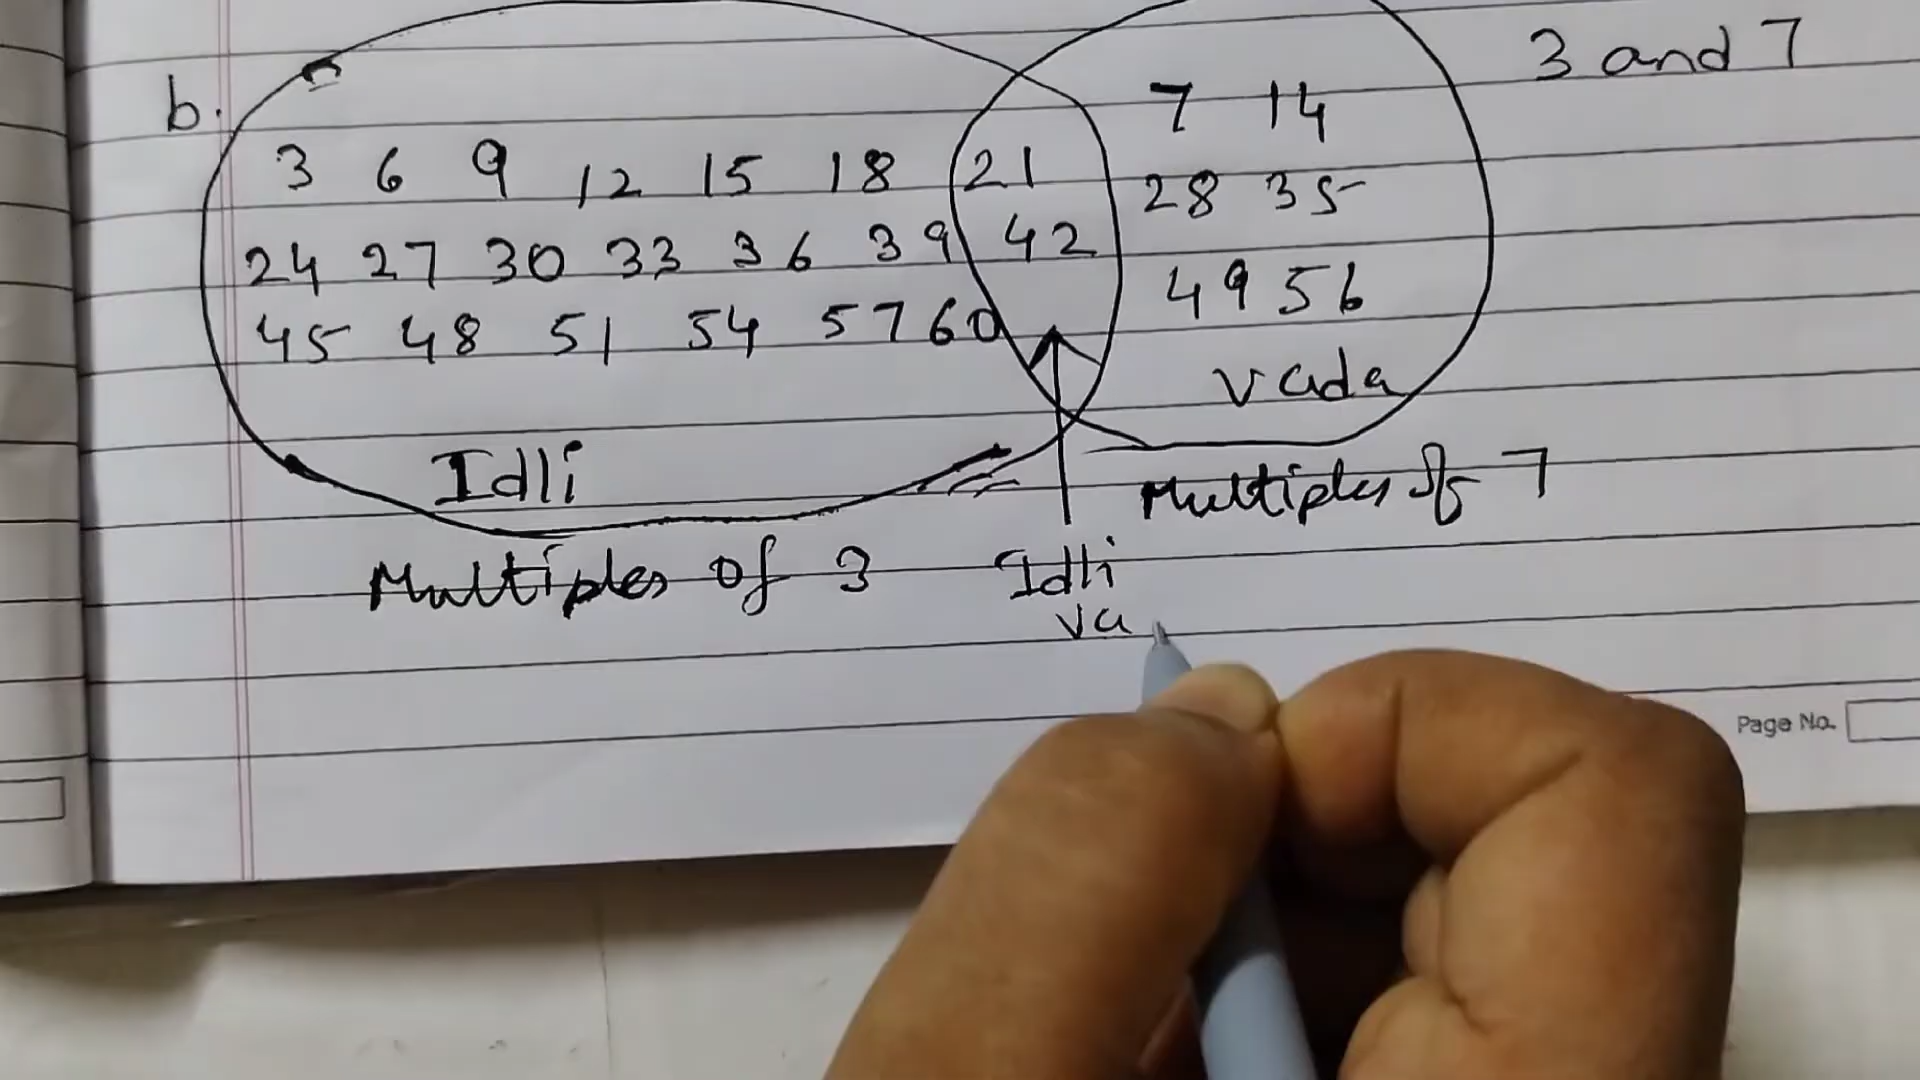 3 and 7
b.
7 14
3 6 9 12 15 18 21
28 35
24 27 30 33 36 39 42
49 56
45 48 51 54 57 60
vada
Idli
Multiples of 7
Multiples of 3
Idli
va
Page No.